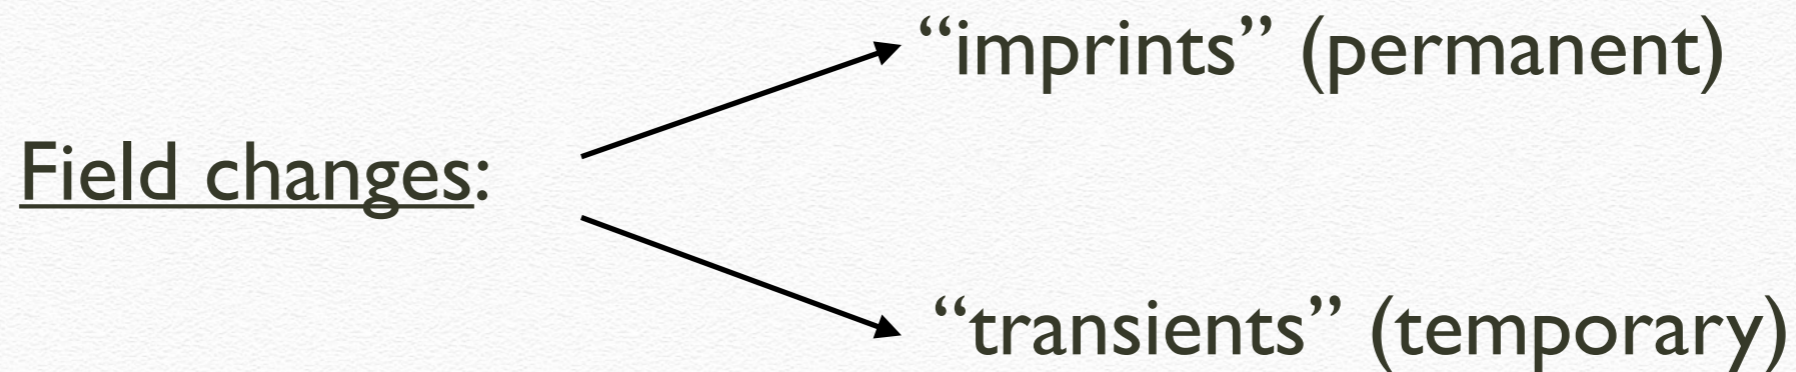 “imprints” (permanent)
Field changes:
“transients” (temporary)